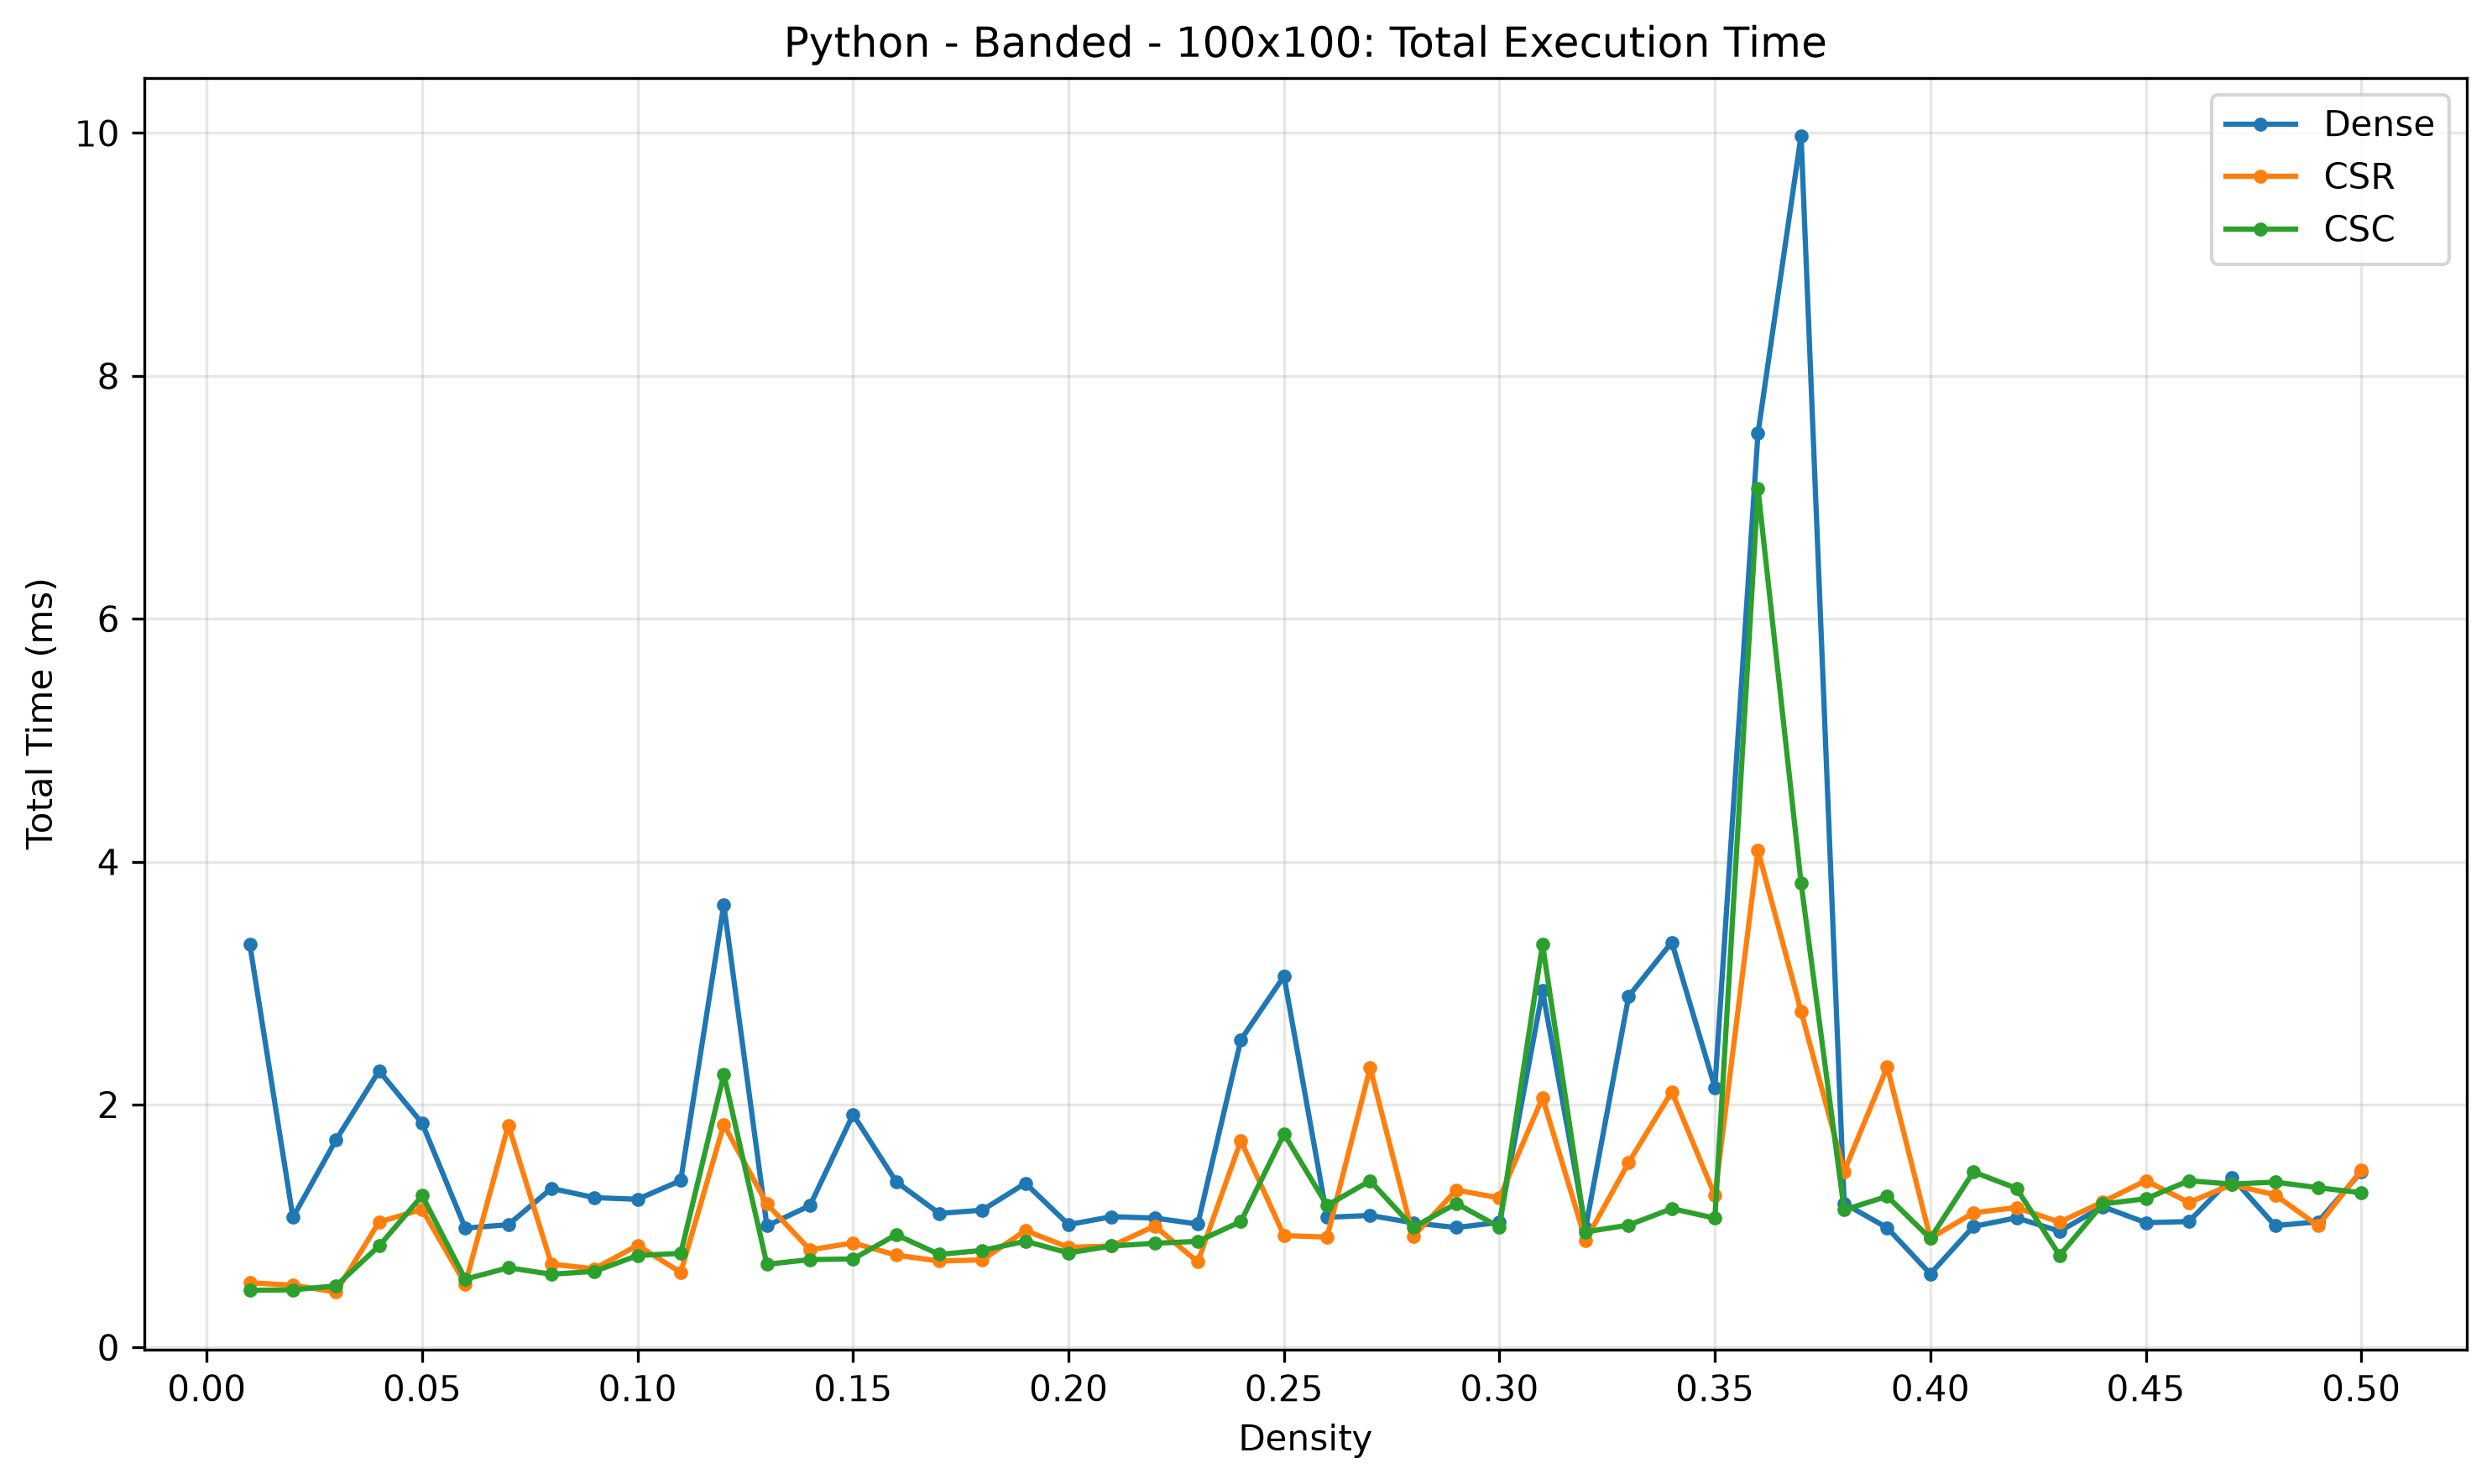 Python - Banded - 100x100: Total Execution Time
Dense
CSR
CSC
Total Time (ms)
10
8
6
4
2
0
0.00 0.05 0.10 0.15 0.20 0.25 0.30 0.35 0.40 0.45 0.50
Density